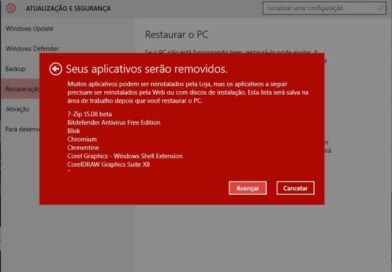 ATUALIZAÇÃO E SEGURANÇA
Localizar uma configuração
Windows Update
Windows Defender
Backup
Recuperação
Ativação
Para desenvo
Restaurar o PC
Se o PC não está funcionando bem, restaurá-lo pode ajudar. A
Seus aplicativos serão removidos.
Muitos aplicativos podem ser reinstalados pela Loja, mas os aplicativos a seguir
precisam ser reinstalados pela Web ou com discos de instalação. Esta lista será salva na
área de trabalho depois que você restaurar o PC.
7-Zip 15.08 beta
Bitdefender Antivirus Free Edition
Blisk
Chromium
Clementine
Corel Graphics - Windows Shell Extension
CorelDRAW Graphics Suite X8
Avançar
Cancelar